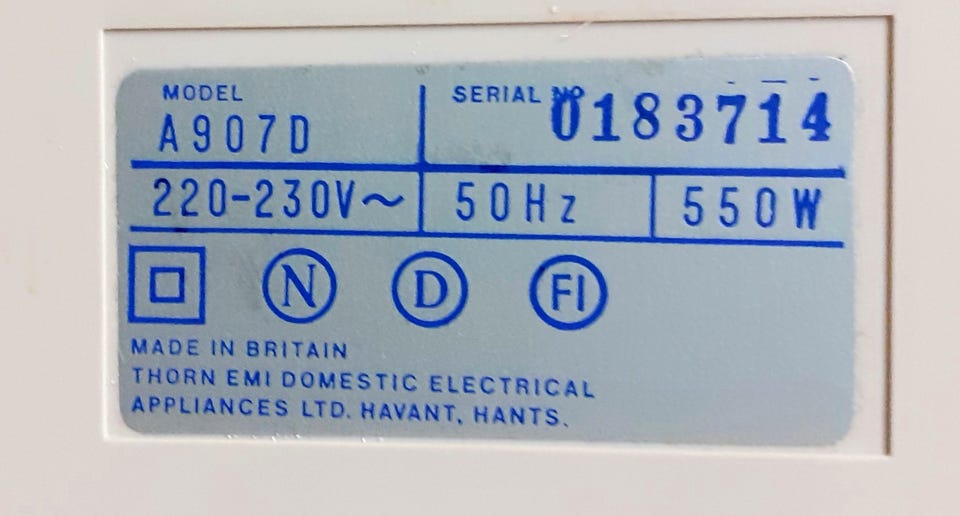 MODEL SERIAL NO
A907D 0183714
220-230V~ 50Hz 550W
N D FI
MADE IN BRITAIN
THORN EMI DOMESTIC ELECTRICAL
APPLIANCES LTD. HAVANT, HANTS.